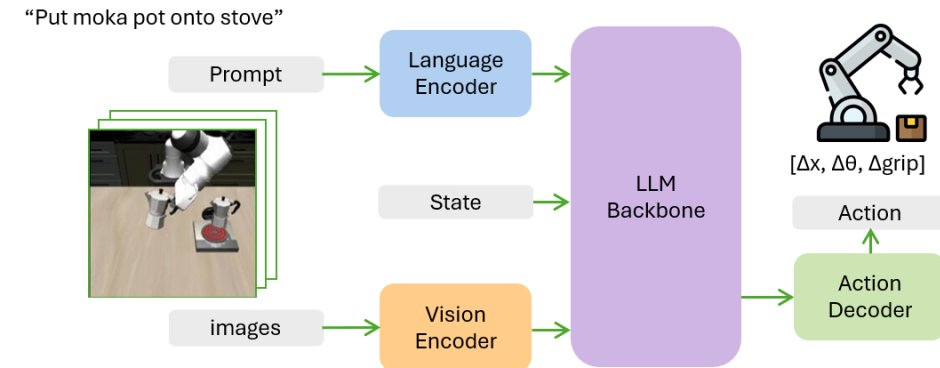 “Put moka pot onto stove”
Prompt
Language
Encoder
State
LLM
Backbone
[Δx, Δθ, Δgrip]
Action
images
Vision
Encoder
Action
Decoder